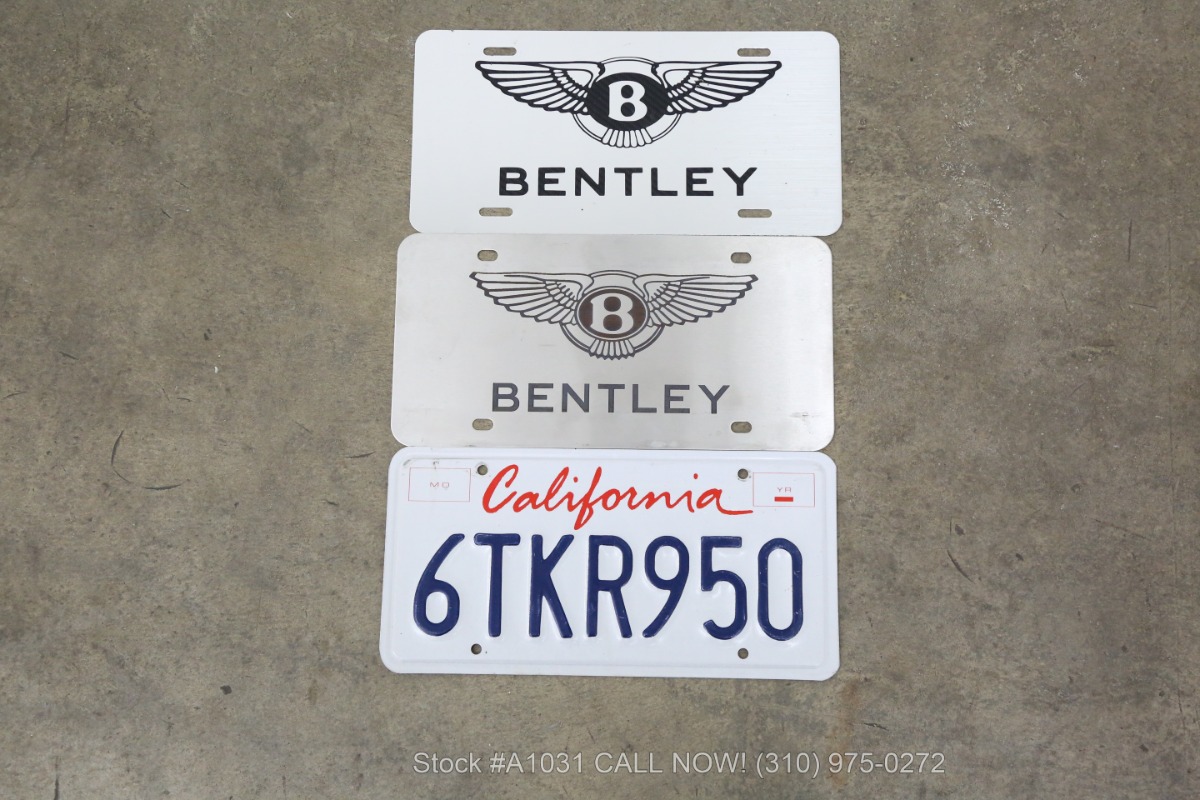 B
BENTLEY
B
BENTLEY
MO
California
YR
6TKR950
Stock #A1031 CALL NOW! (310) 975-0272